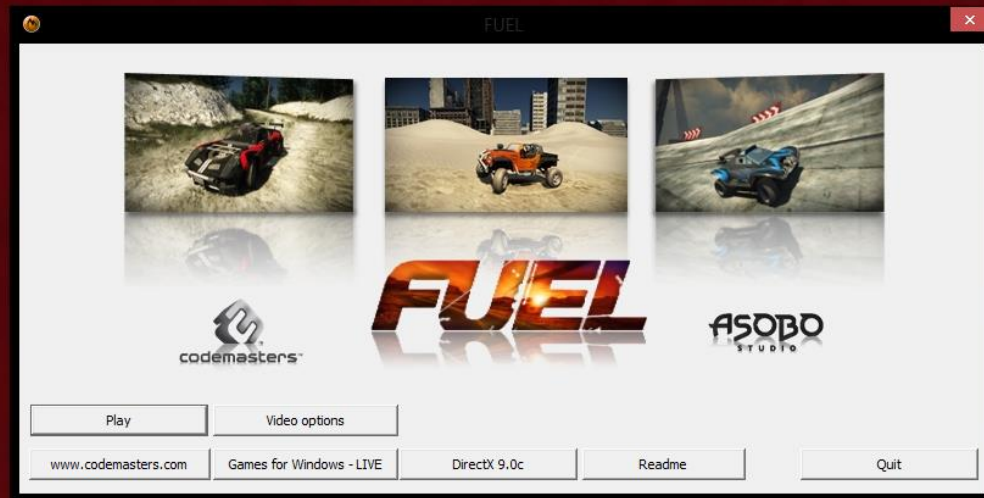 FUEL
FUEL
codemasters
ASOBO
STUDIO
Play
Video options
www.codemasters.com
Games for Windows - LIVE
DirectX 9.0c
Readme
Quit